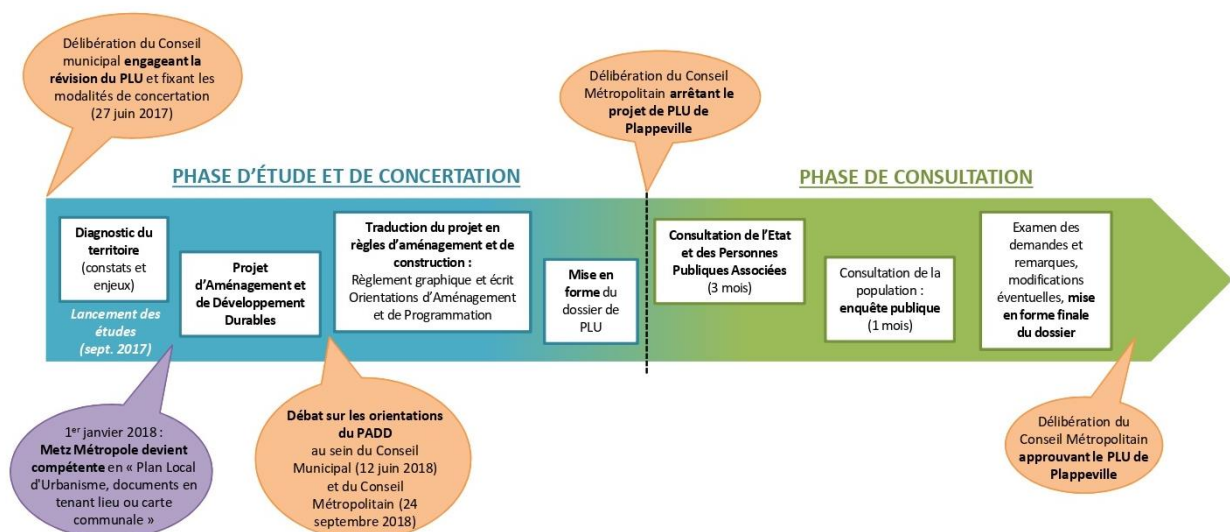 Délibération du Conseil
municipal engageant la
révision du PLU et fixant les
modalités de concertation
(27 juin 2017)
Délibération du Conseil
Métropolitain arrêtant le
projet de PLU de
Plappeville
PHASE D'ÉTUDE ET DE CONCERTATION
PHASE DE CONSULTATION
Diagnostic du
territoire
(constats et
enjeux)
Lancement des
études
(sept. 2017)
Projet
d'Aménagement et
de Développement
Durables
Traduction du projet en
règles d'aménagement et de
construction :
Règlement graphique et écrit
Orientations d'Aménagement
et de Programmation
Mise en
forme du
dossier de
PLU
Consultation de l'Etat
et des Personnes
Publiques Associées
(3 mois)
Consultation de la
population :
enquête publique
(1 mois)
Examen des
demandes et
remarques,
modifications
éventuelles, mise
en forme finale
du dossier
1er janvier 2018 :
Metz Métropole devient
compétente en « Plan Local
d'Urbanisme, documents en
tenant lieu ou carte
communale »
Débat sur les orientations
du PADD
au sein du Conseil
Municipal (12 juin 2018)
et du Conseil
Métropolitain (24
septembre 2018)
Délibération du
Conseil Métropolitain
approuvant le PLU de
Plappeville